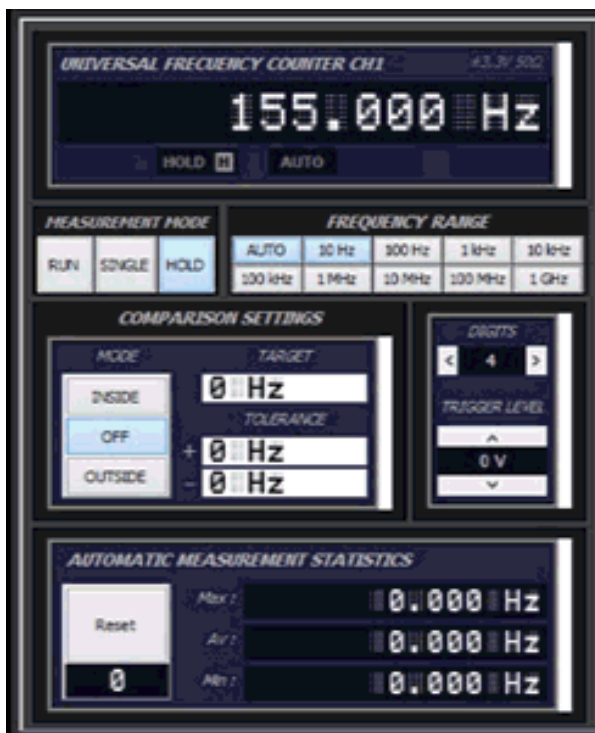 UNIVERSAL FRECUENCY COUNTER CH1 ±3.3V 50Ω
155.000 Hz
HOLD H AUTO
MEASUREMENT MODE
RUN SINGLE HOLD
FREQUENCY RANGE
AUTO 10 Hz 100 Hz 1 kHz 10 kHz
100 kHz 1 MHz 10 MHz 100 MHz 1 GHz
COMPARISON SETTINGS
MODE
INSIDE
OFF
OUTSIDE
TARGET
0 Hz
TOLERANCE
+ 0 Hz
- 0 Hz
DIGITS
< 4 >
TRIGGER LEVEL
0 V
AUTOMATIC MEASUREMENT STATISTICS
Reset
0
Max: 0.000 Hz
Av: 0.000 Hz
Min: 0.000 Hz